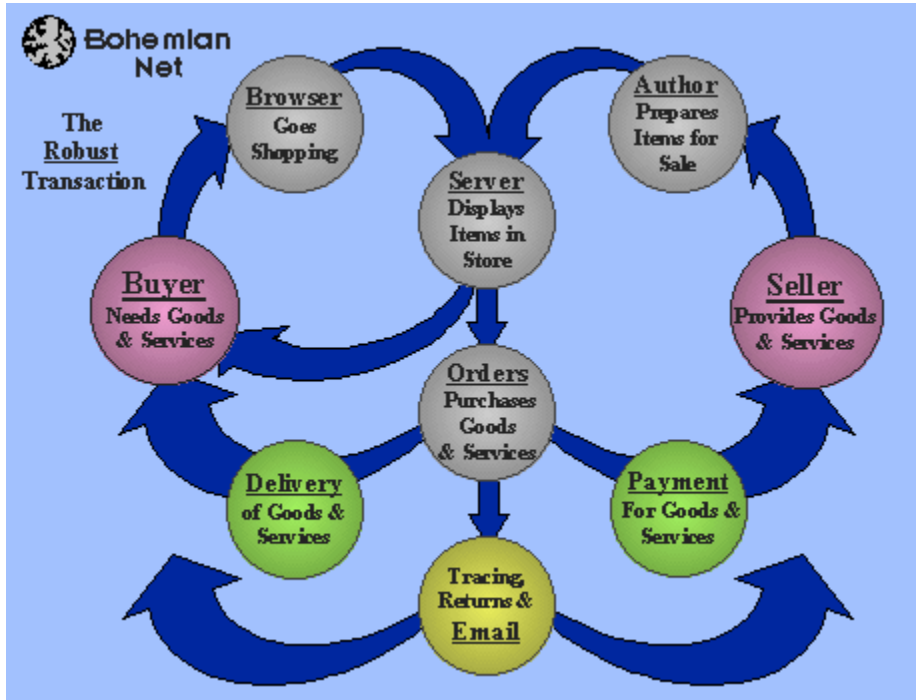 Bohemian
Net
The
Robust
Transaction
Browser
Goes
Shopping
Author
Prepares
Items for
Sale
Server
Displays
Items in
Store
Buyer
Needs Goods
& Services
Seller
Provides Goods
& Services
Orders
Purchases
Goods
& Services
Delivery
of Goods &
Services
Payment
For Goods &
Services
Tracing,
Returns &
Email